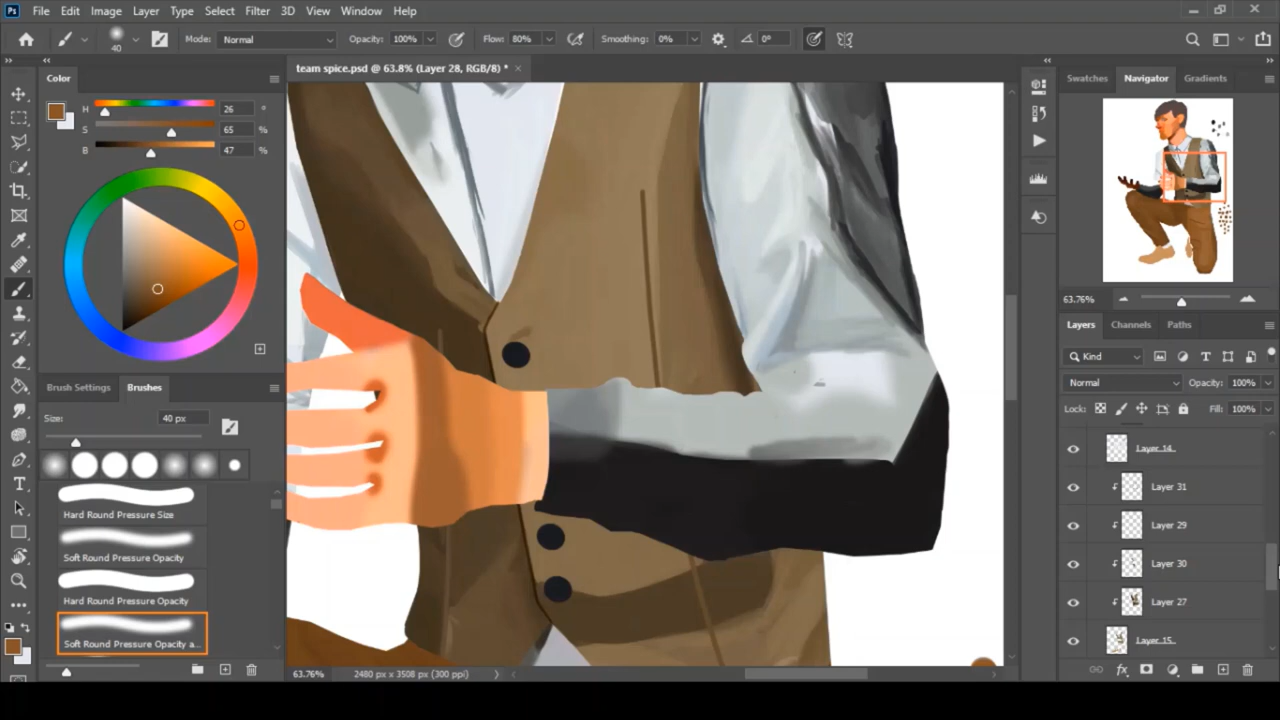 Ps File Edit Image Layer Type Select Filter 3D View Window Help
40 Mode: Normal Opacity: 100% Flow: 80% Smoothing: 0% 0°
Color
H 26 °
S 65 %
B 47 %
Brush Settings Brushes
Size: 40 px
Hard Round Pressure Size
Soft Round Pressure Opacity
Hard Round Pressure Opacity
Soft Round Pressure Opacity a...
team spice.psd @ 63.8% (Layer 28, RGB/8) *
63.76% 2480 px x 3508 px (300 ppi)
Swatches Navigator Gradients
63.76%
Layers Channels Paths
Kind
Normal Opacity: 100%
Lock: Fill: 100%
Layer 14
Layer 31
Layer 29
Layer 30
Layer 27
Layer 15